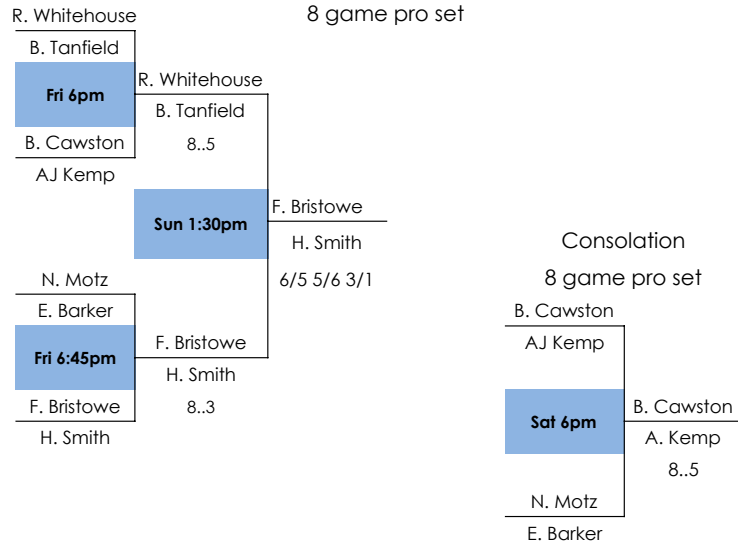 8 game pro set
R. Whitehouse
B. Tanfield
Fri 6pm
B. Cawston
AJ Kemp
R. Whitehouse
B. Tanfield
8..5
Sun 1:30pm
F. Bristowe
H. Smith
6/5 5/6 3/1
N. Motz
E. Barker
Fri 6:45pm
F. Bristowe
H. Smith
F. Bristowe
H. Smith
8..3
Consolation
8 game pro set
B. Cawston
AJ Kemp
Sat 6pm
N. Motz
E. Barker
B. Cawston
A. Kemp
8..5